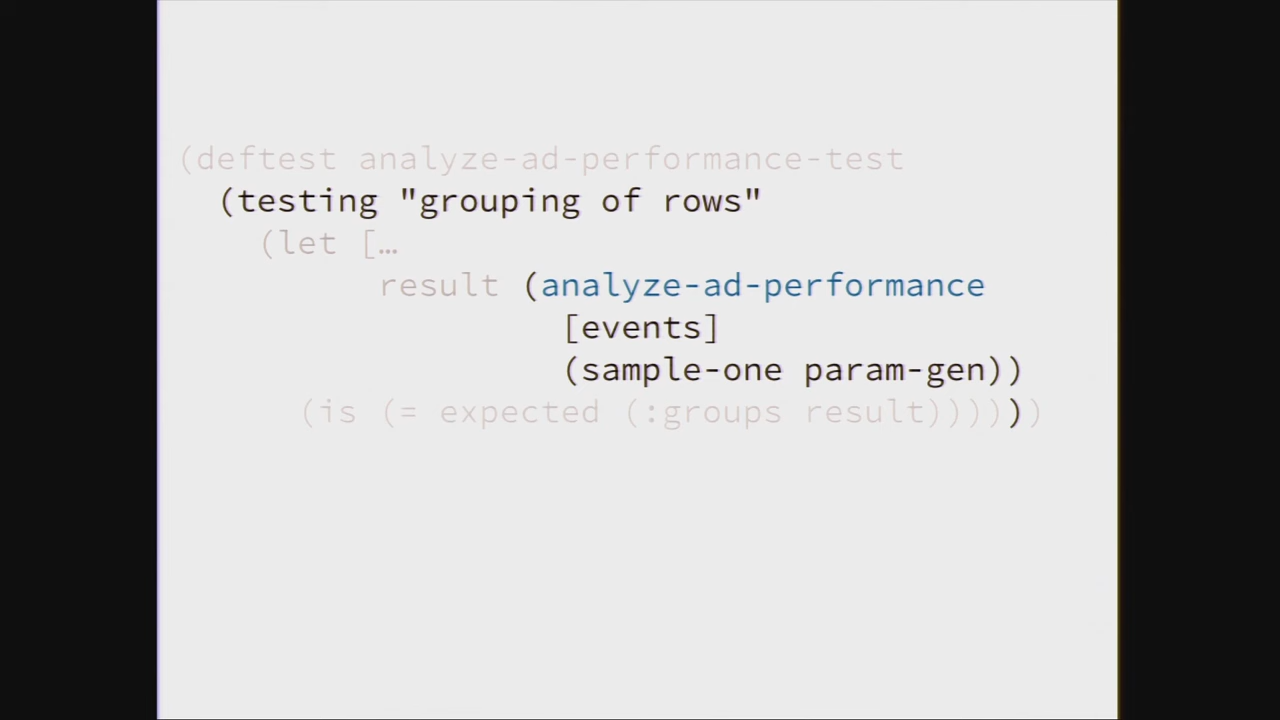 (deftest analyze-ad-performance-test
(testing "grouping of rows"
(let […
result (analyze-ad-performance
[events]
(sample-one param-gen))
(is (= expected (:groups result))))))